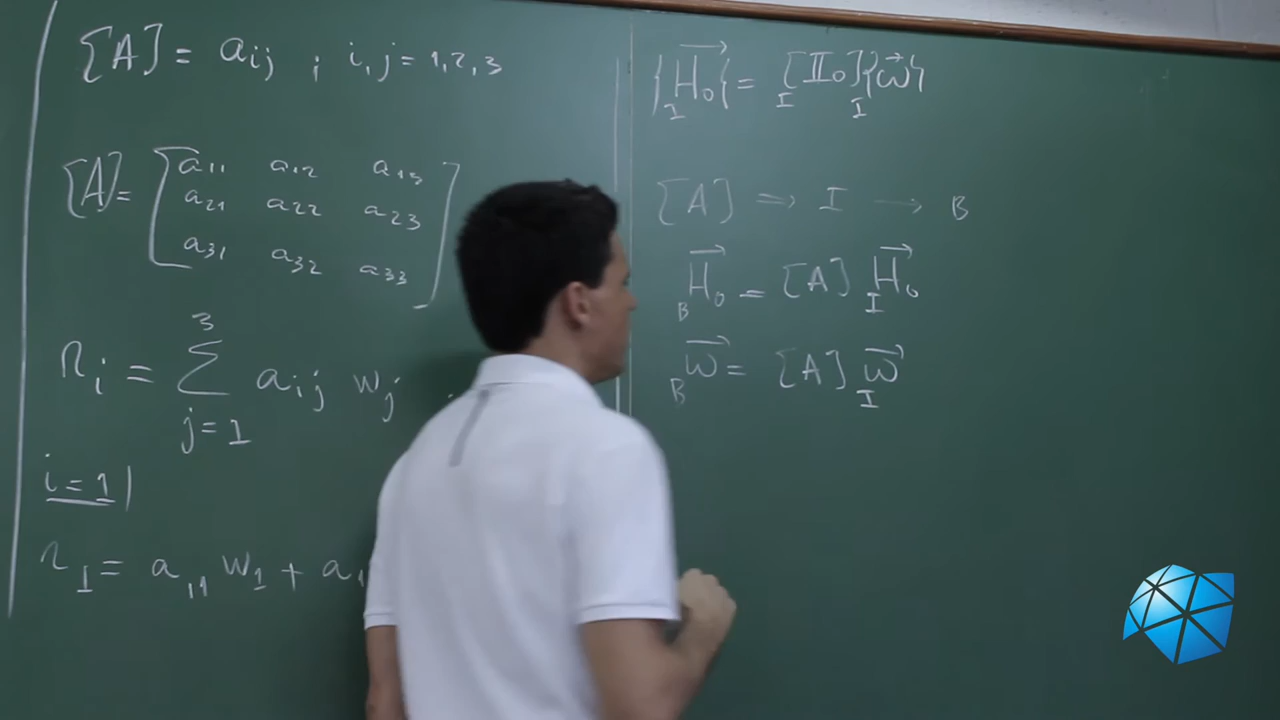 [A] = aij ; i,j = 1,2,3
[A] = [a11 a12 a13
a21 a22 a23
a31 a32 a33]
ri = Σ aij wj
3
j=1
i=1|
r1 = a11 w1 + a1
{I H⃗0} = I[𝕀0] {I ω⃗}
[A] ⇒ I → B
B H⃗0 = [A] I H⃗0
B ω⃗ = [A] I ω⃗